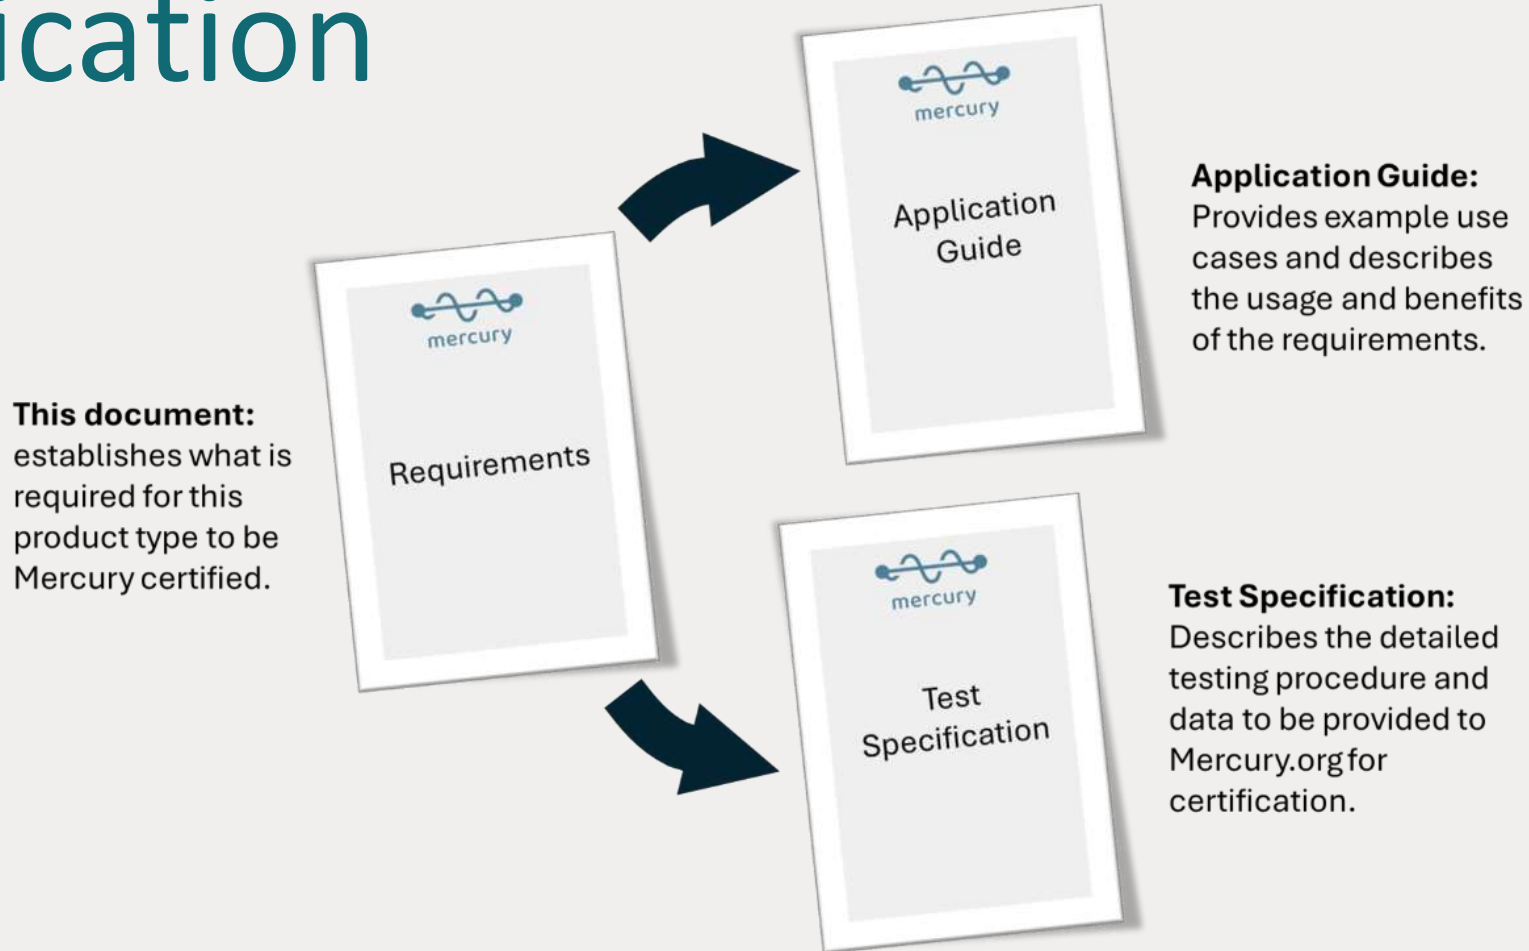 ication
mercury
Application
Guide
Application Guide:
Provides example use
cases and describes
the usage and benefits
of the requirements.
This document:
establishes what is
required for this
product type to be
Mercury certified.
mercury
Requirements
mercury
Test
Specification
Test Specification:
Describes the detailed
testing procedure and
data to be provided to
Mercury.org for
certification.